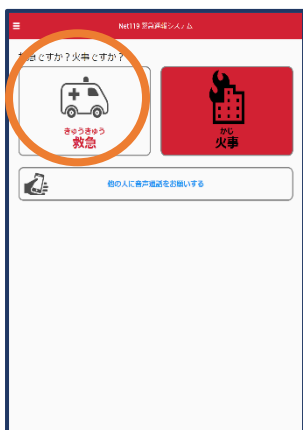 Net119 緊急通報システム
救急ですか？火事ですか？
きゅうきゅう
救急
かじ
火事
他の人に音声通話をお願いする